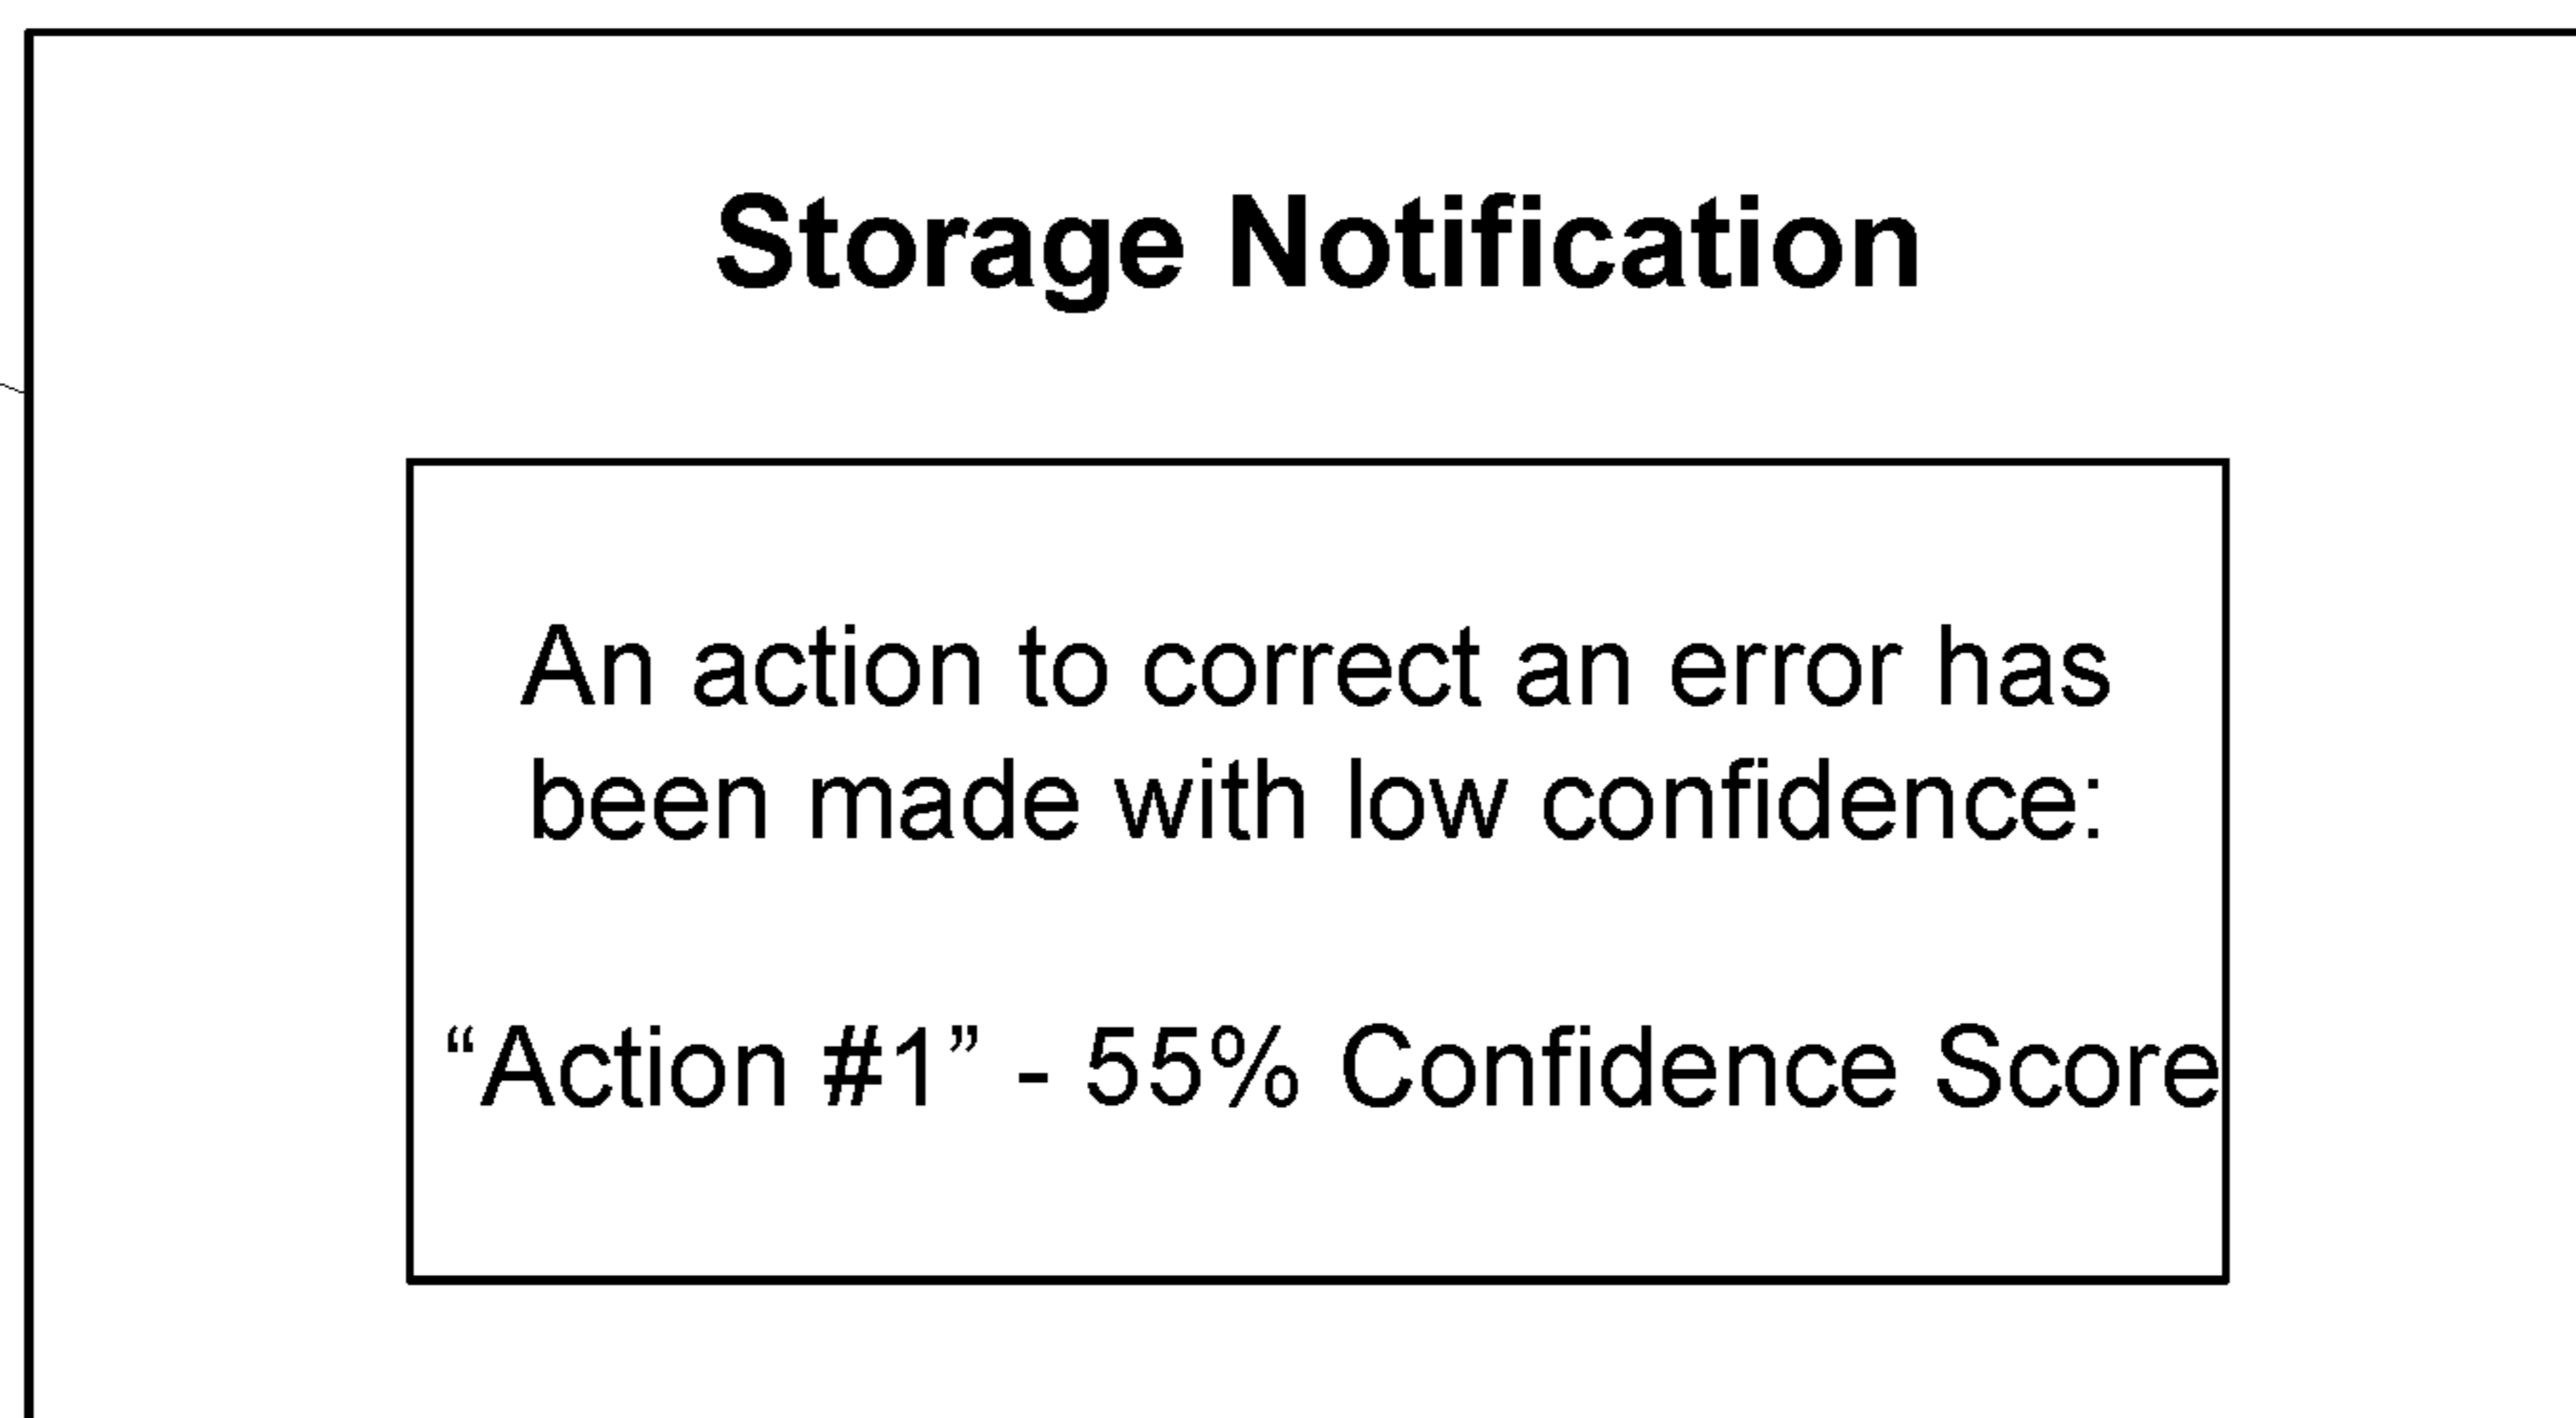 Storage Notification
An action to correct an error has
been made with low confidence:
“Action #1” - 55% Confidence Score